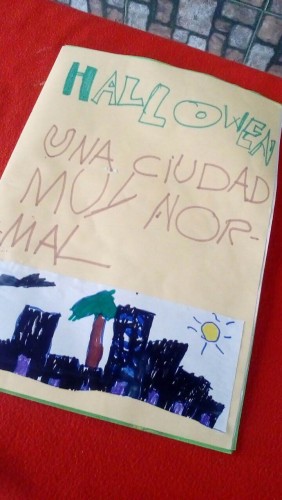 HALLOWEN
UNA CIUDAD
MUY NOR-
-MAL